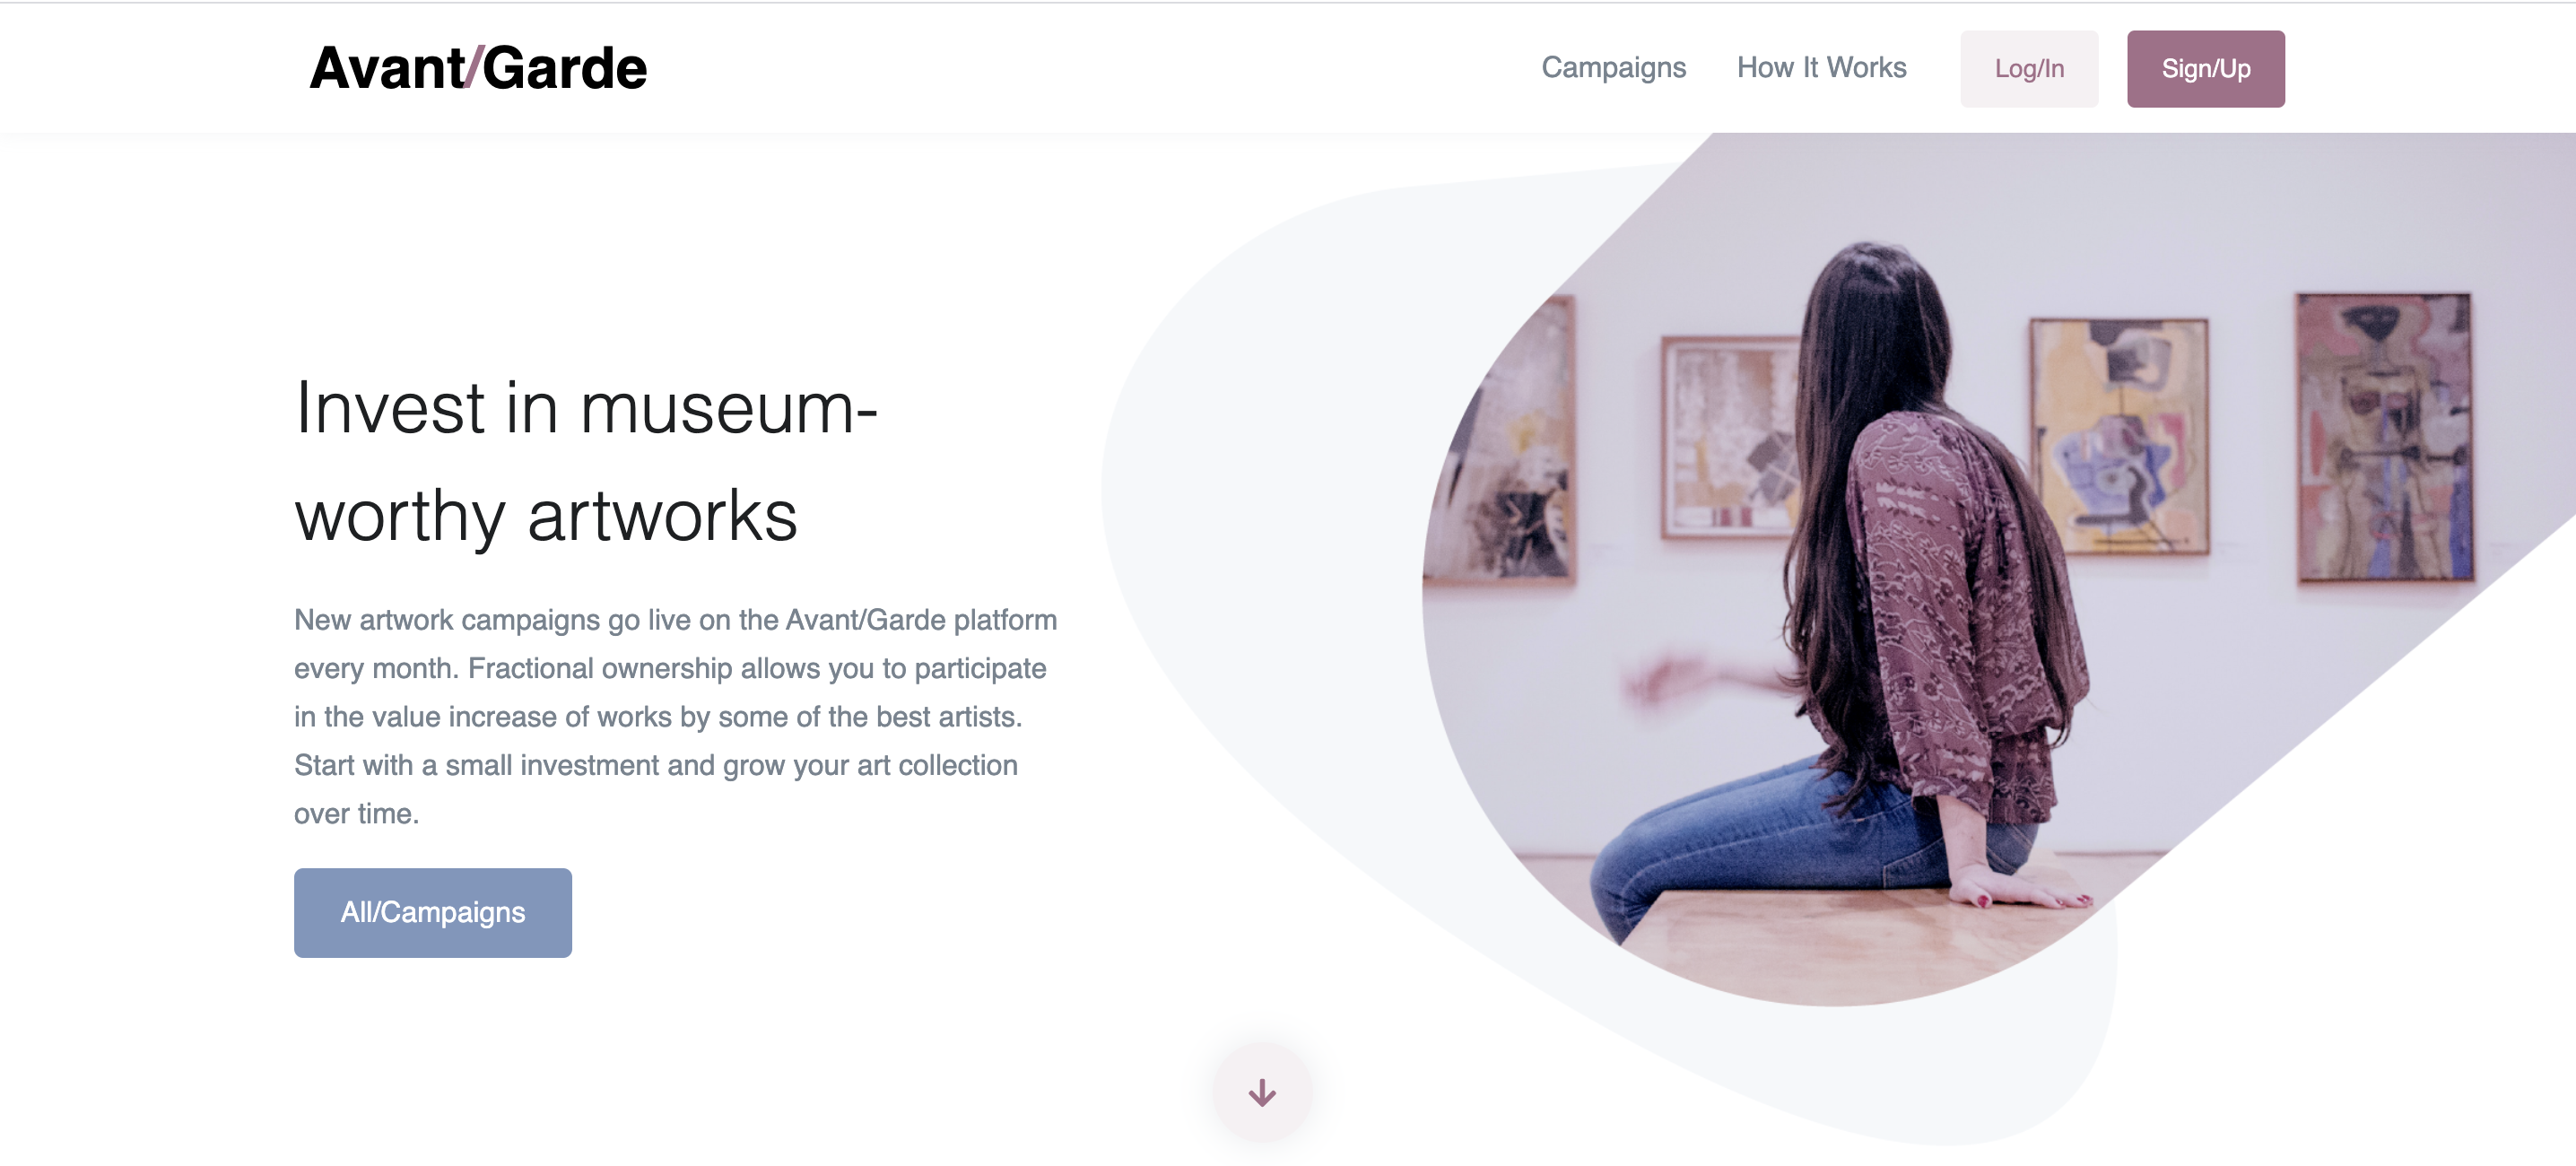 Avant/Garde
Campaigns
How It Works
Log/In
Sign/Up
Invest in museum-
worthy artworks
New artwork campaigns go live on the Avant/Garde platform
every month. Fractional ownership allows you to participate
in the value increase of works by some of the best artists.
Start with a small investment and grow your art collection
over time.
All/Campaigns